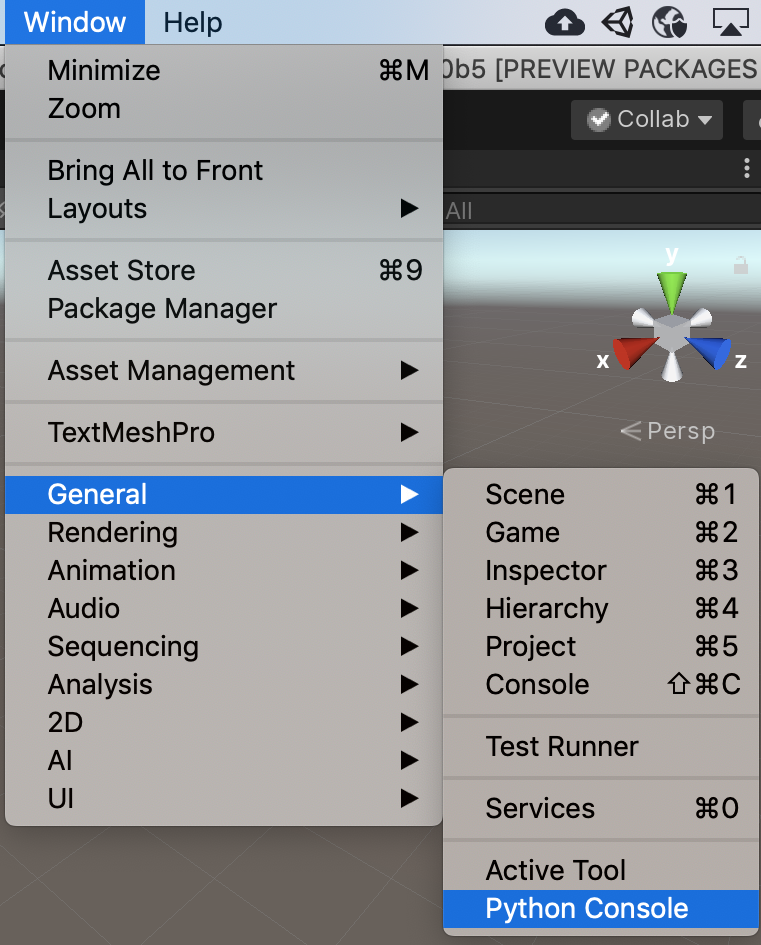 Window Help
0b5 [PREVIEW PACKAGES
Minimize ⌘M
Zoom
Collab
Bring All to Front
Layouts
All
Asset Store ⌘9
Package Manager
y
Asset Management
x
z
TextMeshPro
Persp
General
Rendering
Animation
Audio
Sequencing
Analysis
2D
AI
UI
Scene ⌘1
Game ⌘2
Inspector ⌘3
Hierarchy ⌘4
Project ⌘5
Console ⇧⌘C
Test Runner
Services ⌘0
Active Tool
Python Console